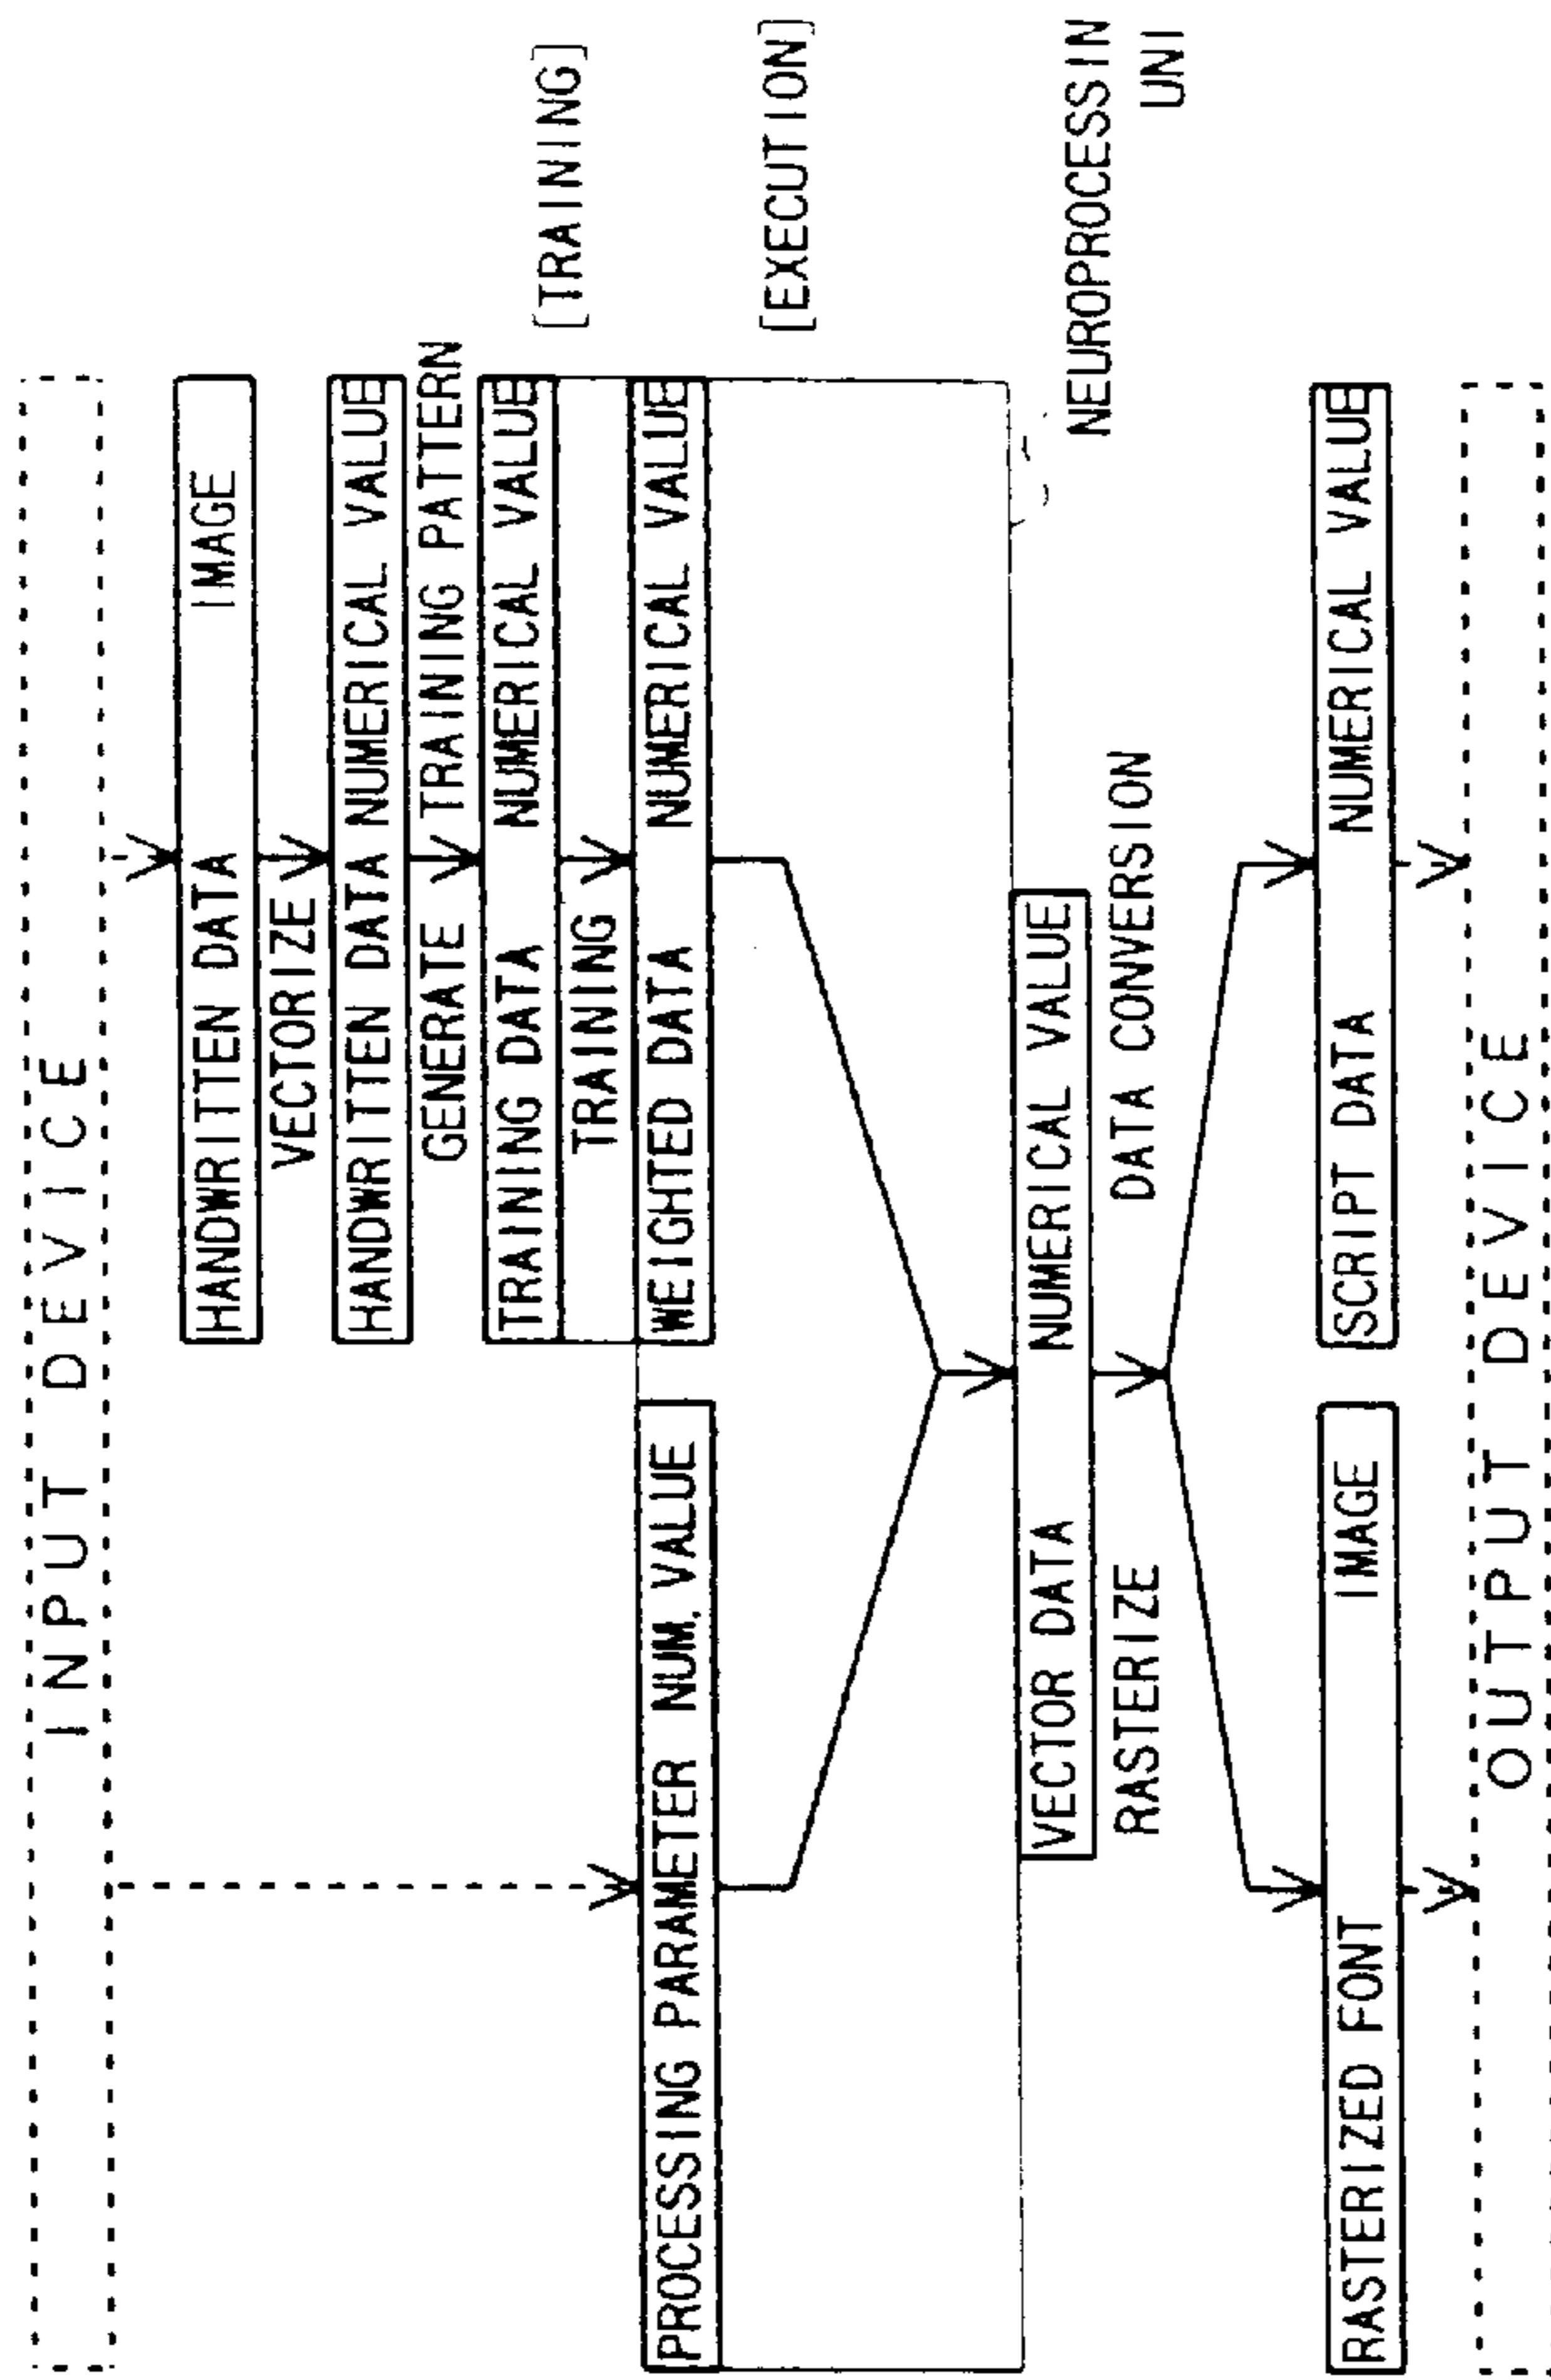 INPUT DEVICE
HANDWRITTEN DATA IMAGE
VECTORIZE
HANDWRITTEN DATA NUMERICAL VALUE
GENERATE TRAINING PATTERN
TRAINING DATA NUMERICAL VALUE
[TRAINING]
TRAINING
PROCESSING PARAMETER NUM. VALUE
WEIGHTED DATA NUMERICAL VALUE
[EXECUTION]
VECTOR DATA NUMERICAL VALUE
NEUROPROCESSIN
UNI
RASTERIZE
DATA CONVERSION
RASTERIZED FONT IMAGE
SCRIPT DATA NUMERICAL VALUE
OUTPUT DEVICE